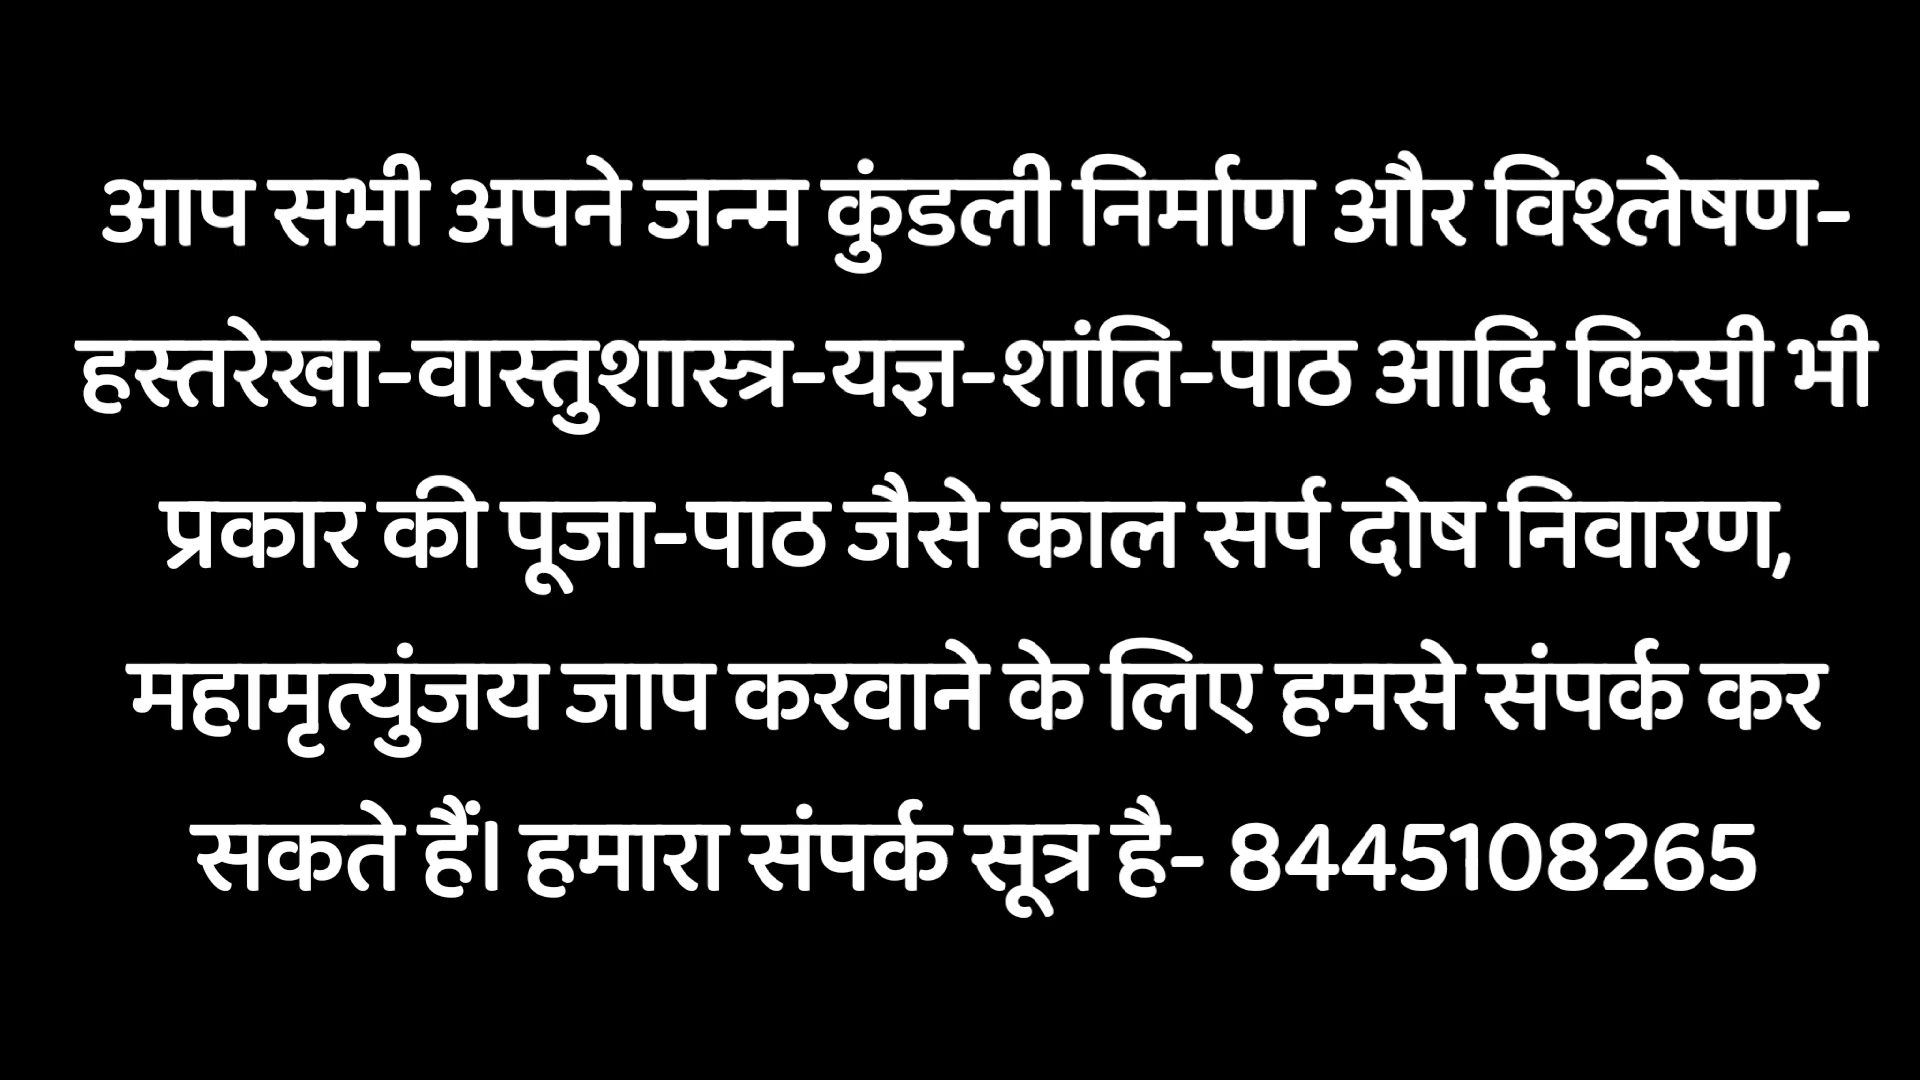 आप सभी अपने जन्म कुंडली निर्माण और विश्लेषण-
हस्तरेखा-वास्तुशास्त्र-यज्ञ-शांति-पाठ आदि किसी भी
प्रकार की पूजा-पाठ जैसे काल सर्प दोष निवारण,
महामृत्युंजय जाप करवाने के लिए हमसे संपर्क कर
सकते हैं। हमारा संपर्क सूत्र है- 8445108265